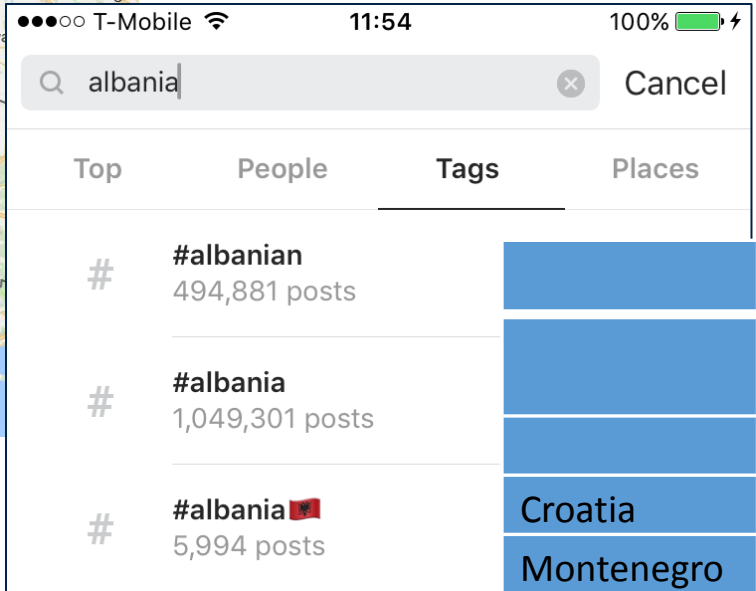 T-Mobile 11:54 100%
albania Cancel
Top People Tags Places
# #albanian
494,881 posts
# #albania
1,049,301 posts
# #albania🇦🇱
5,994 posts
Croatia
Montenegro